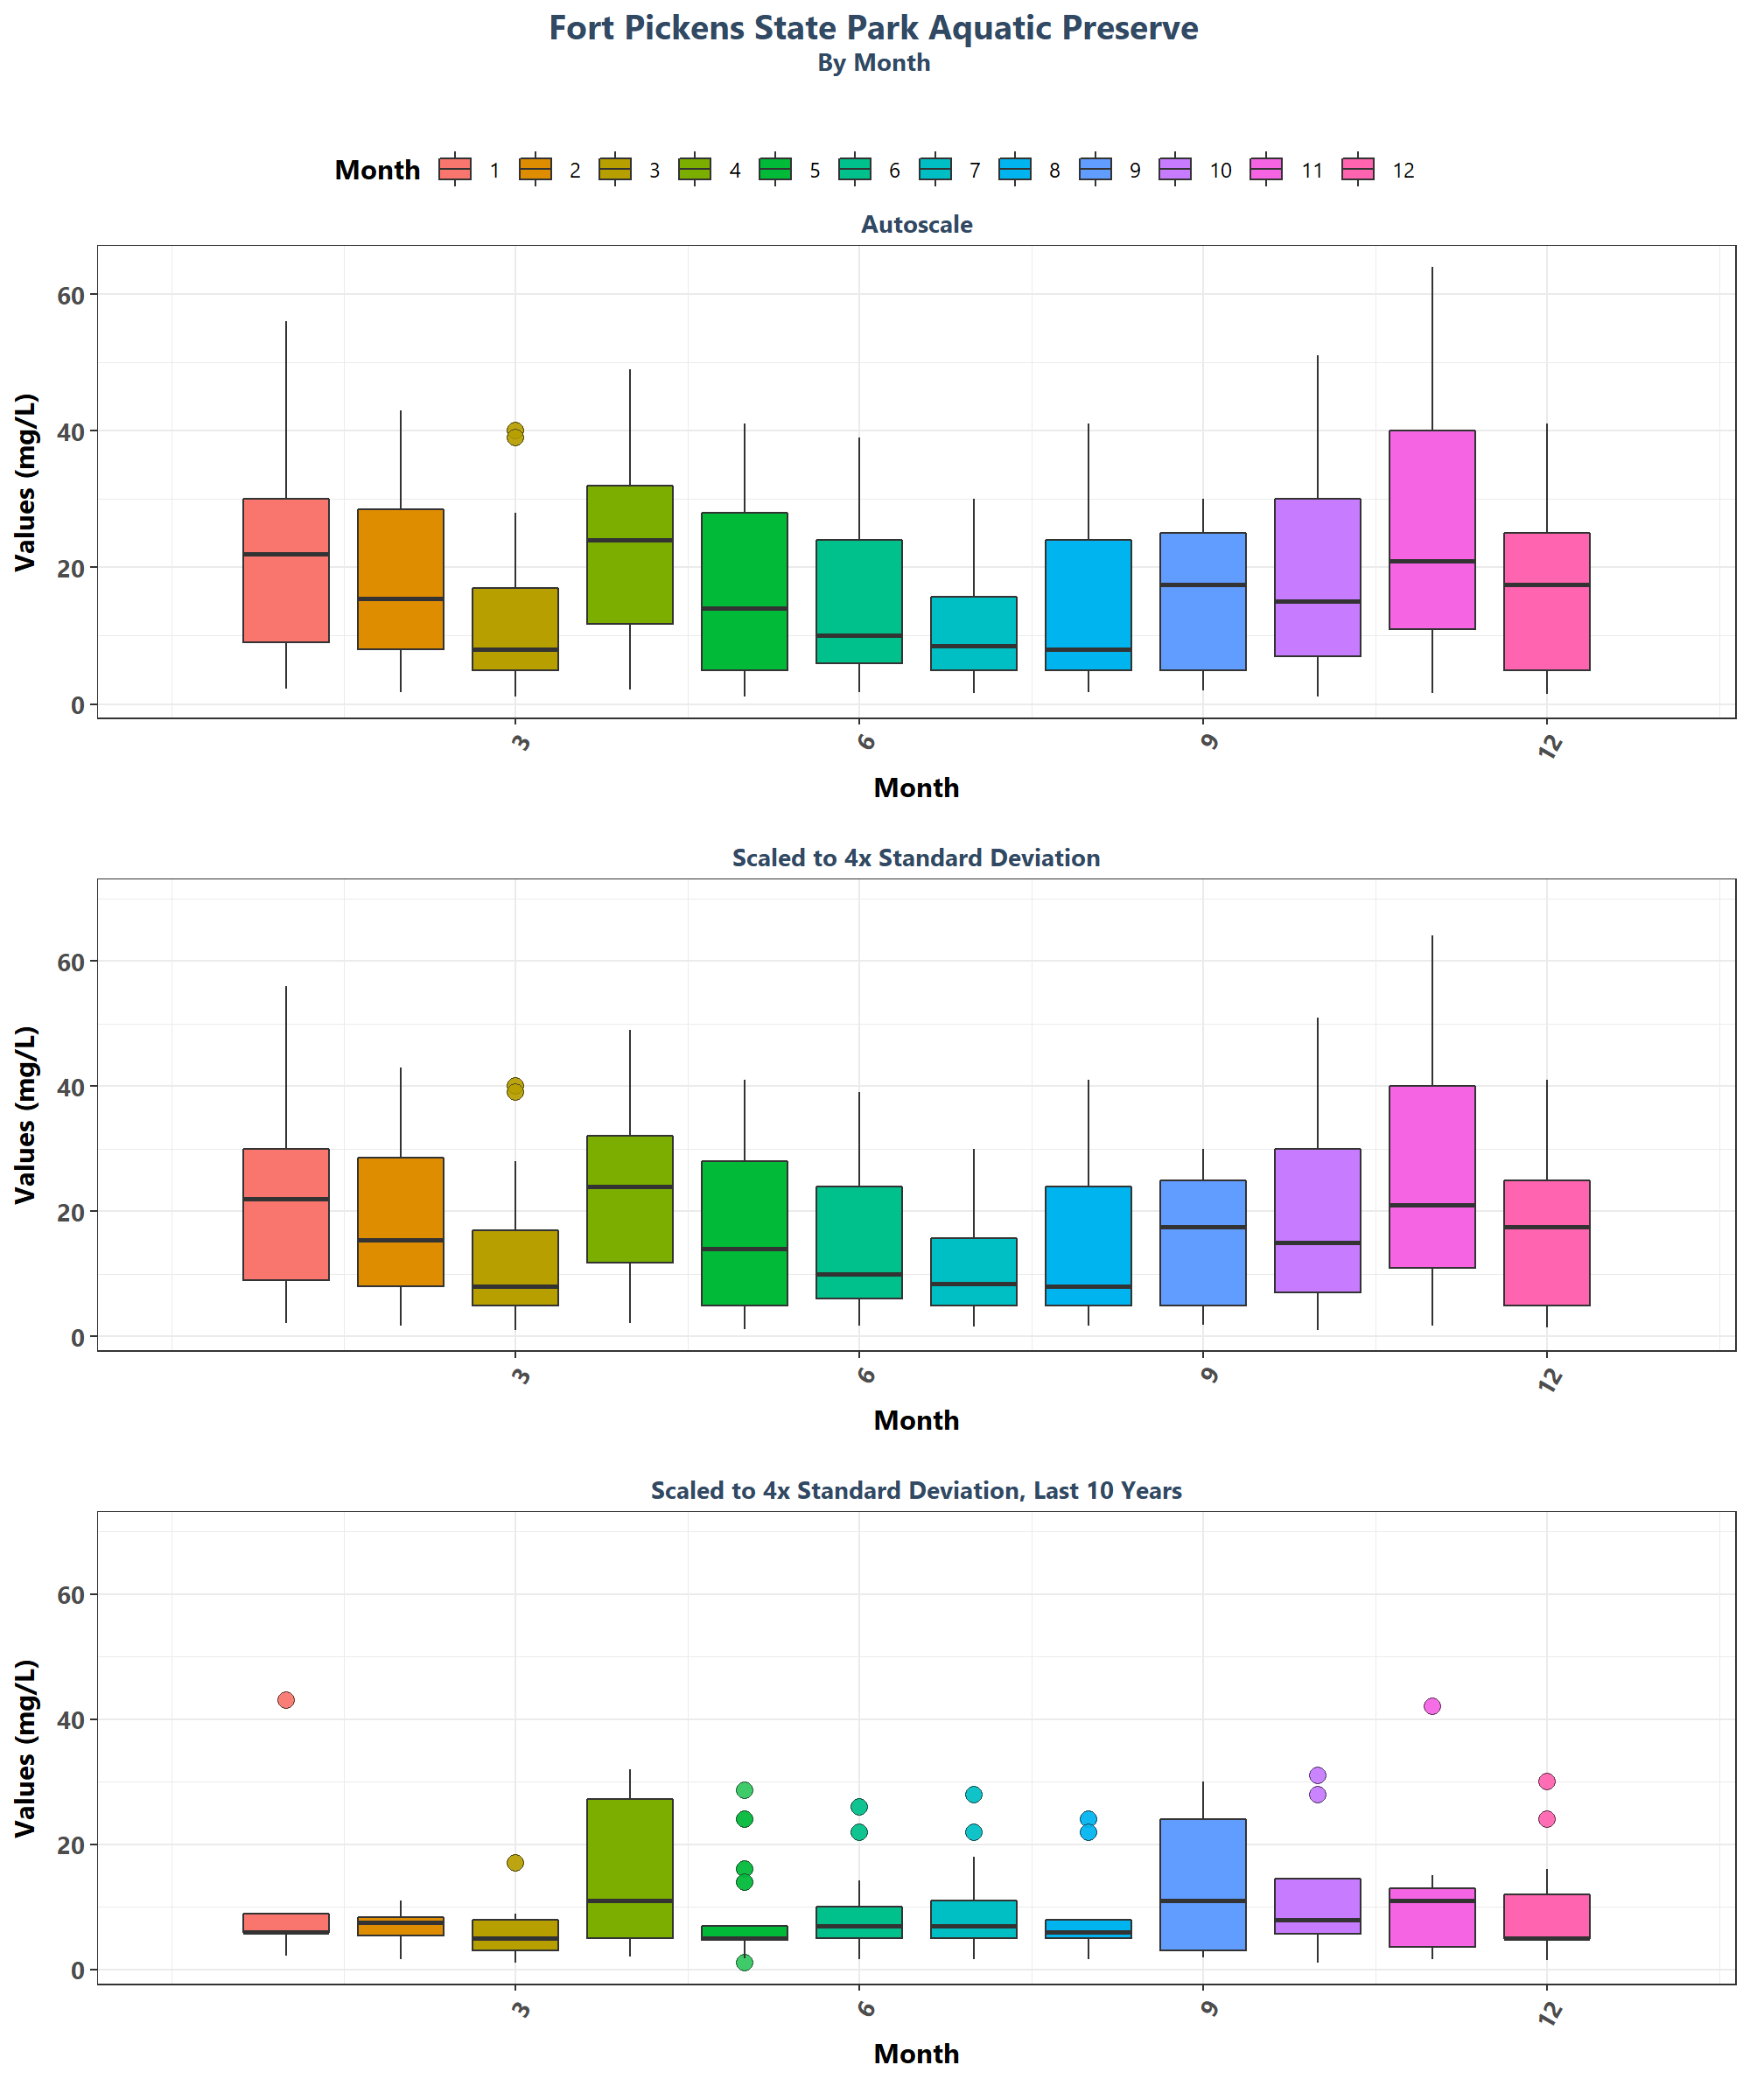 Fort Pickens State Park Aquatic Preserve
By Month
Month 1 2 3 4 5 6 7 8 9 10 11 12
Autoscale
Values (mg/L)
60
40
20
0
3 6 9 12
Month
Scaled to 4x Standard Deviation
Values (mg/L)
60
40
20
0
3 6 9 12
Month
Scaled to 4x Standard Deviation, Last 10 Years
Values (mg/L)
60
40
20
0
3 6 9 12
Month